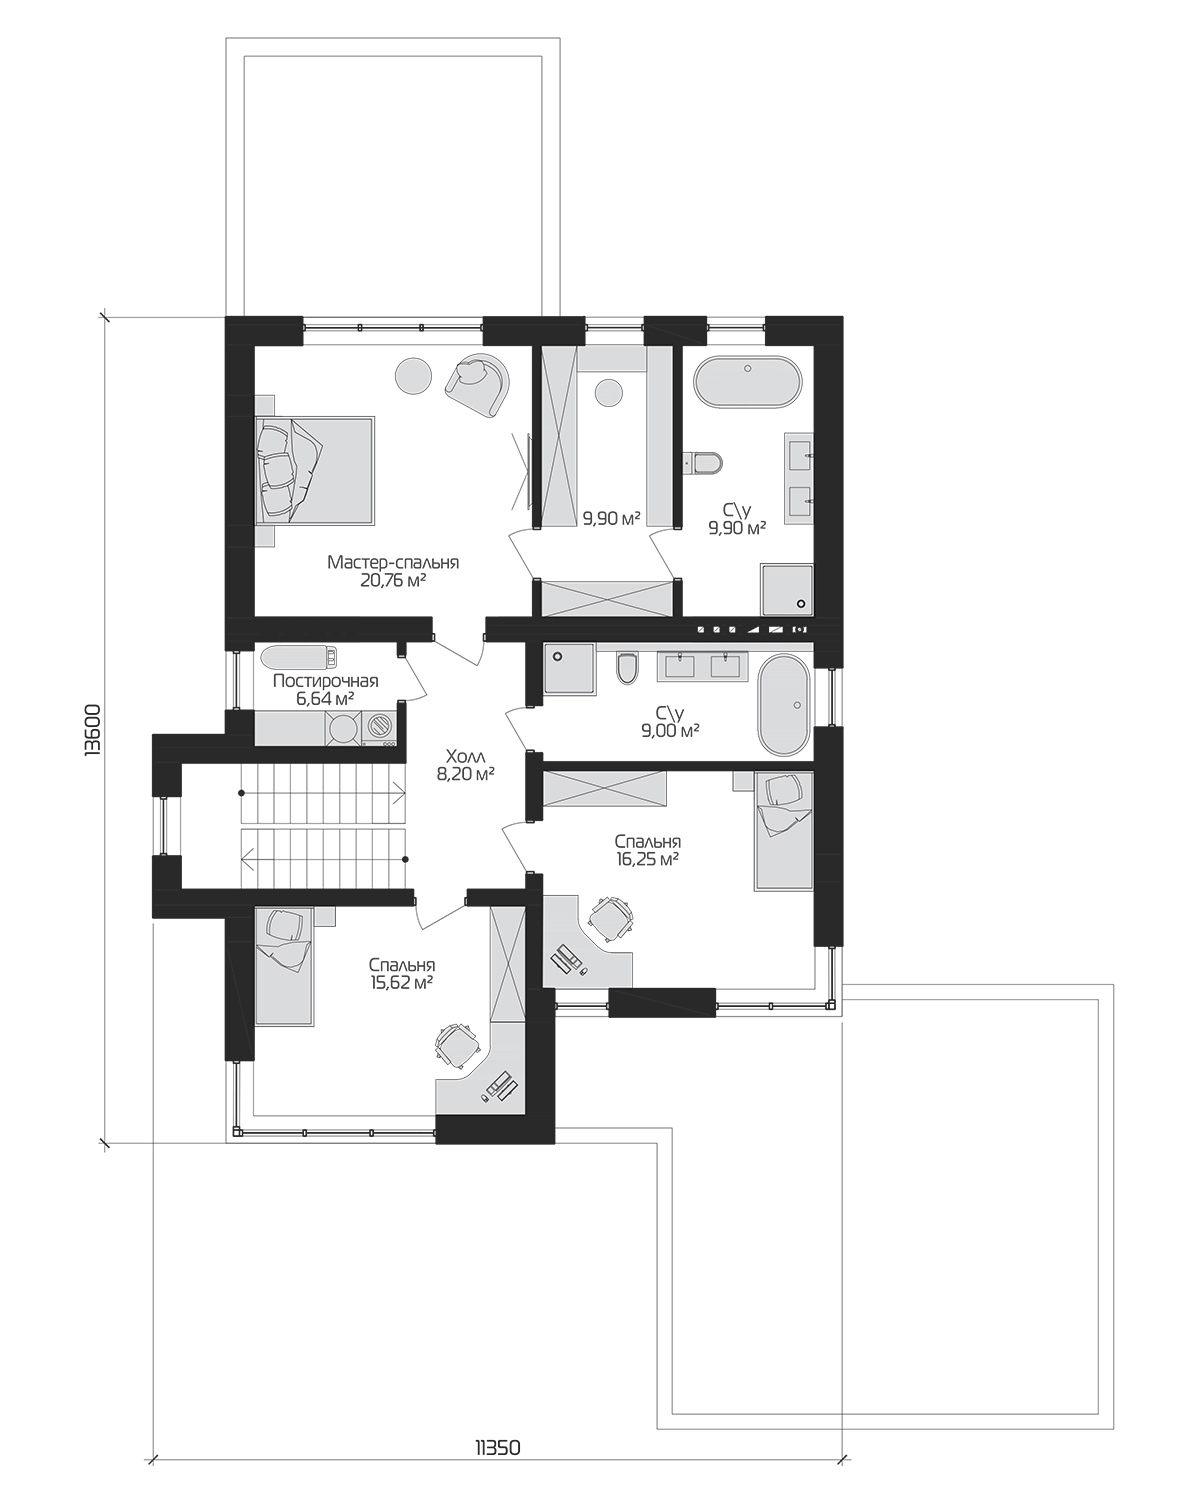 9,90 м²
С\у
9,90 м²
Мастер-спальня
20,76 м²
Постирочная
6,64 м²
С\у
9,00 м²
13600
Холл
8,20 м²
Спальня
16,25 м²
Спальня
15,62 м²
11350